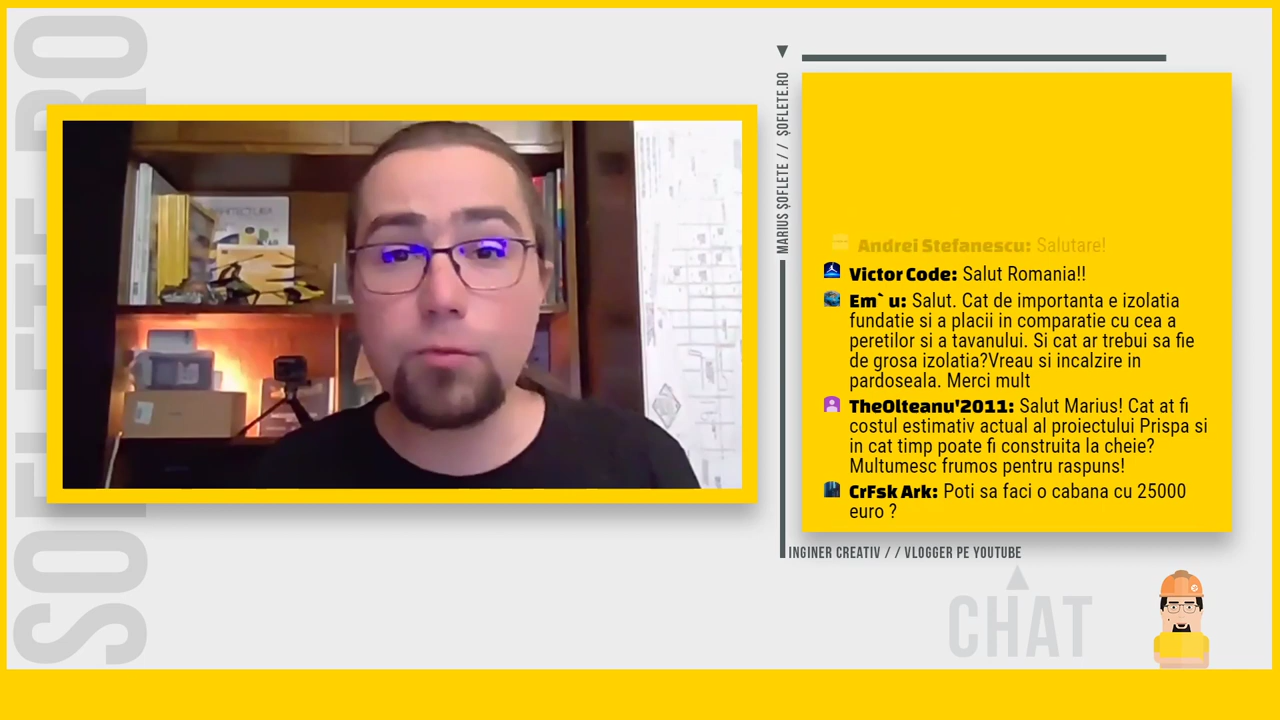 SOFLETE.RO
MARIUS ȘOFLETE // ȘOFLETE.RO
ARHITECTURA
Andrei Stefanescu: Salutare!
Victor Code: Salut Romania!!
Em` u: Salut. Cat de importanta e izolatia
fundatie si a placii in comparatie cu cea a
peretilor si a tavanului. Si cat ar trebui sa fie
de grosa izolatia?Vreau si incalzire in
pardoseala. Merci mult
TheOlteanu'2011: Salut Marius! Cat at fi
costul estimativ actual al proiectului Prispa si
in cat timp poate fi construita la cheie?
Multumesc frumos pentru raspuns!
CrFsk Ark: Poti sa faci o cabana cu 25000
euro ?
INGINER CREATIV // VLOGGER PE YOUTUBE
CHAT